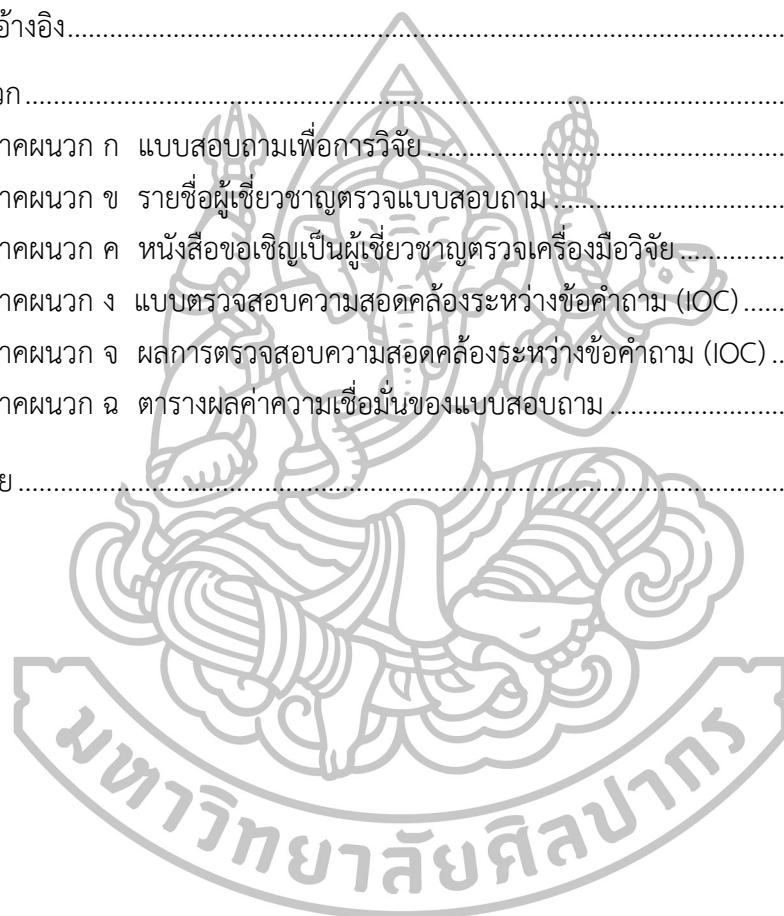 อ้างอิง
วก
าคผนวก ก แบบสอบถามเพื่อการวิจัย
าคผนวก ข รายชื่อผู้เชี่ยวชาญตรวจแบบสอบถาม
าคผนวก ค หนังสือขอเชิญเป็นผู้เชี่ยวชาญตรวจเครื่องมือวิจัย
าคผนวก ง แบบตรวจสอบความสอดคล้องระหว่างข้อคำถาม (IOC)
าคผนวก จ ผลการตรวจสอบความสอดคล้องระหว่างข้อคำถาม (IOC)
าคผนวก ฉ ตารางผลค่าความเชื่อมั่นของแบบสอบถาม
ย
มหาวิทยาลัยศิลปากร